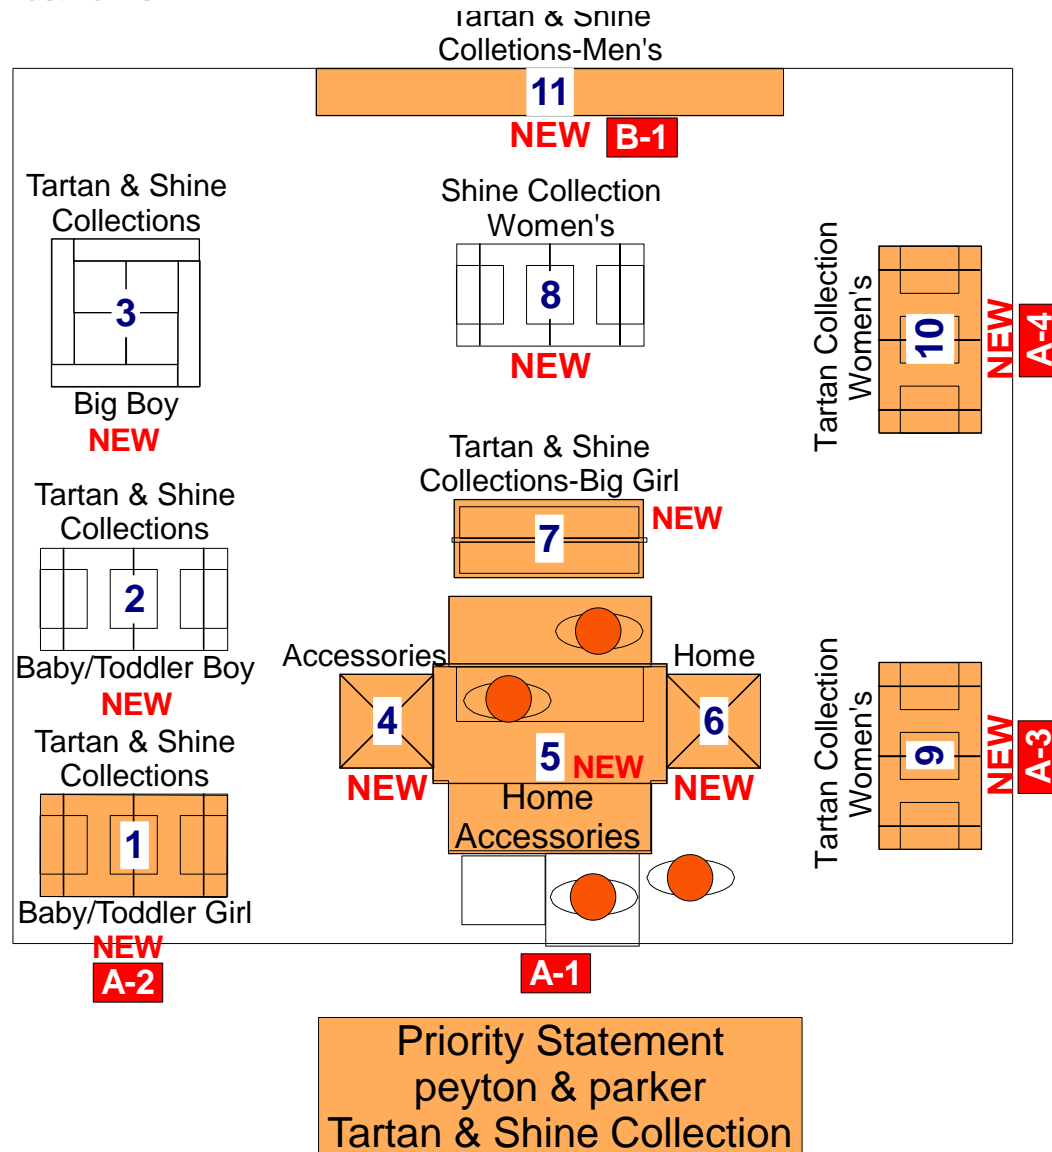 Tartan & Shine
Colletions-Men's
11
NEW
B-1
Tartan & Shine
Collections
3
Big Boy
NEW
Shine Collection
Women's
8
NEW
Tartan Collection
Women's
10
NEW
A-4
Tartan & Shine
Collections-Big Girl
7
NEW
Tartan & Shine
Collections
2
Baby/Toddler Boy
NEW
Accessories
4
NEW
Home
6
NEW
5 NEW
Home
Accessories
Tartan Collection
Women's
9
NEW
A-3
Tartan & Shine
Collections
1
Baby/Toddler Girl
NEW
A-2
A-1
Priority Statement
peyton & parker
Tartan & Shine Collection